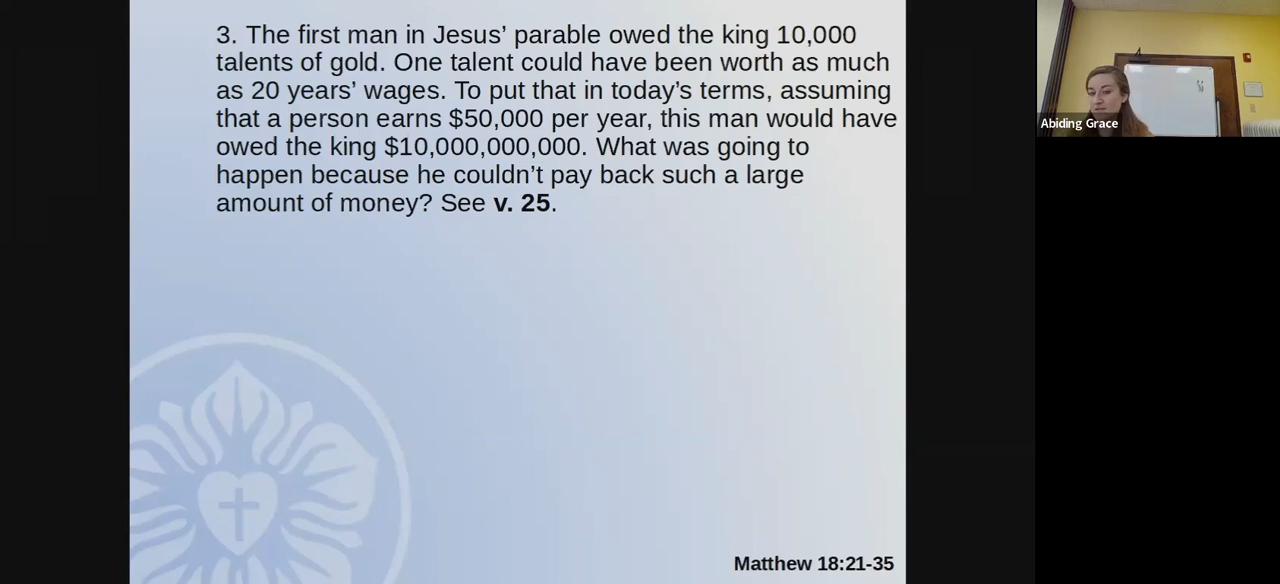 3. The first man in Jesus’ parable owed the king 10,000
talents of gold. One talent could have been worth as much
as 20 years’ wages. To put that in today’s terms, assuming
that a person earns $50,000 per year, this man would have
owed the king $10,000,000,000. What was going to
happen because he couldn’t pay back such a large
amount of money? See v. 25.
Matthew 18:21-35
Abiding Grace